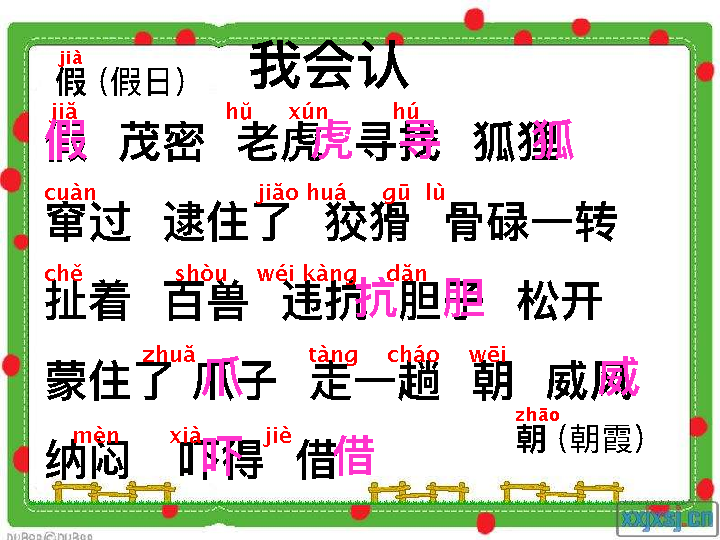 我会认
jià
假（假日）
jiǎ hǔ xún hú
假 茂密 老虎 虎 寻找 寻 狐狸 狐
cuàn jiǎo huá gū lù
窜过 逮住了 狡猾 骨碌一转
chě shòu wéi kàng dǎn
扯着 百兽 违抗 抗 胆子 胆 松开
zhuǎ tàng cháo wēi
蒙住了 爪 爪子 走一趟 朝 威风 威
zhāo
朝（朝霞）
mèn xià jiè
纳闷 吓 吓得 借 借
xxjxsj.cn